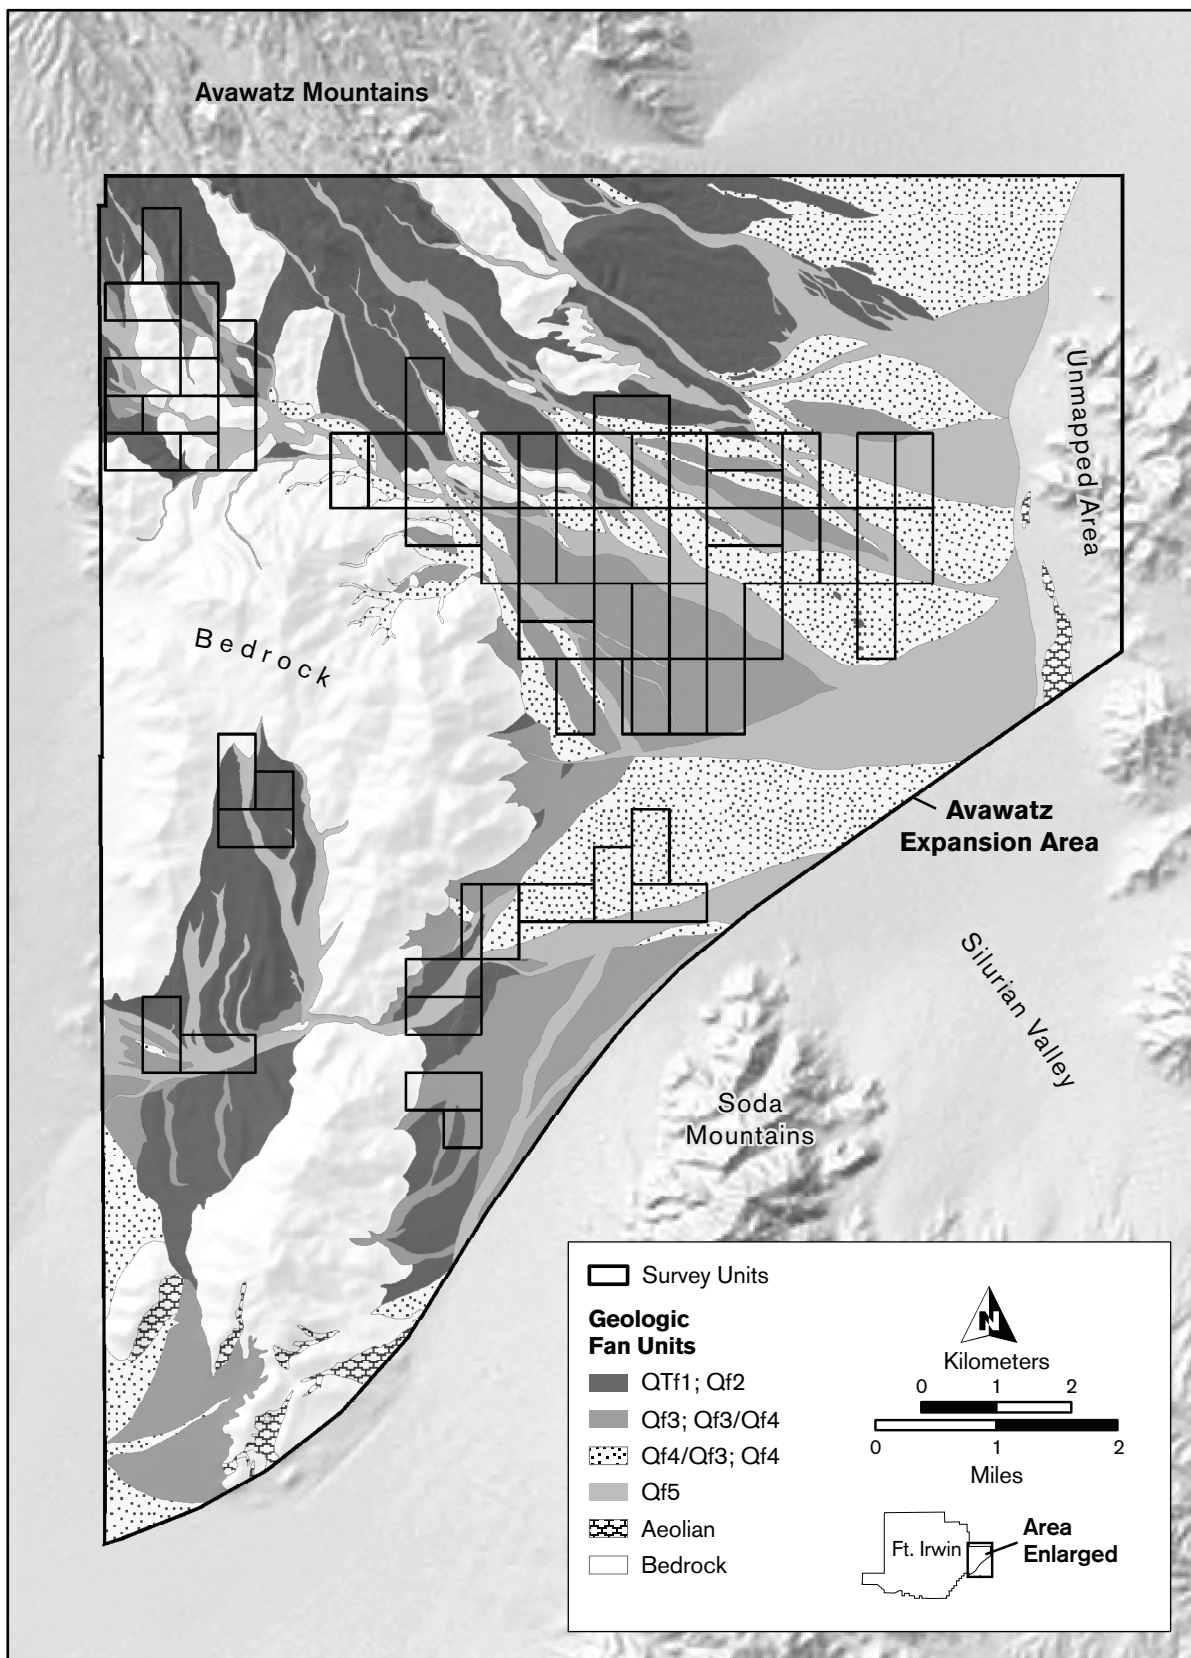 Avawatz Mountains
Unmapped Area
Bedrock
Avawatz
Expansion Area
Silurian Valley
Soda
Mountains
Survey Units
Geologic
Fan Units
QTf1; Qf2
Qf3; Qf3/Qf4
Qf4/Qf3; Qf4
Qf5
Aeolian
Bedrock
N
Kilometers
0 1 2
0 1 2
Miles
Ft. Irwin
Area
Enlarged